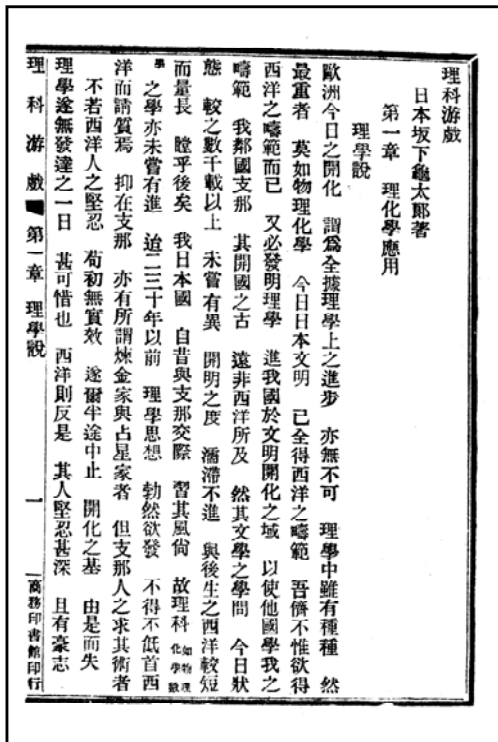 理科游戲
日本坂下龜太郎著
第一章　理化學應用
理學說
歐洲今日之開化　謂爲全據理學上之進步　亦無不可　理學中雖有種種　然
最重者　莫如物理化學　今日日本文明　已全得西洋之疇範　吾儕不惟欲得
西洋之疇範而已　又必發明理學　進我國於文明開化之域　以使他國學我之
疇範　我鄰國支那　其開國之古　遠非西洋所及　然其文學之學問　今日狀
態　較之數千載以上　未嘗有異　開明之度　濡滯不進　與後生之西洋較短
而量長　瞠乎後矣　我日本國　自昔與支那交際　習其風尙　故理科如物理化學數
學之學亦未嘗有進　迨二三十年以前　理學思想　勃然欲發　不得不低首西
洋而請質焉　抑在支那　亦有所謂煉金家與占星家者　但支那人之求其術者
不若西洋人之堅忍　苟初無實效　遂爾半途中止　開化之基　由是而失
理學遂無發達之一日　甚可惜也　西洋則反是　其人堅忍甚深　且有豪志
理科游戲　第一章　理學說　一　商務印書館印行